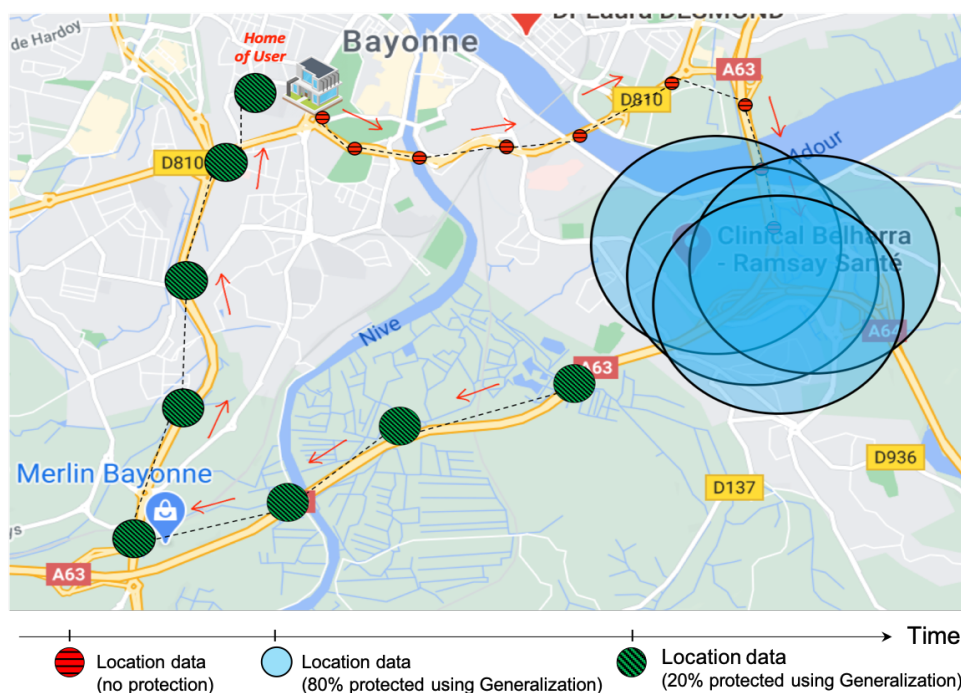 Dr Laura DESMOND
de Hardoy
Home
of User
Bayonne
A63
D810
D810
Adour
Clinical Belharra
- Ramsay Santé
Nive
A64
A63
Merlin Bayonne
D936
D137
ys
A63
Time
Location data
(no protection)
Location data
(80% protected using Generalization)
Location data
(20% protected using Generalization)